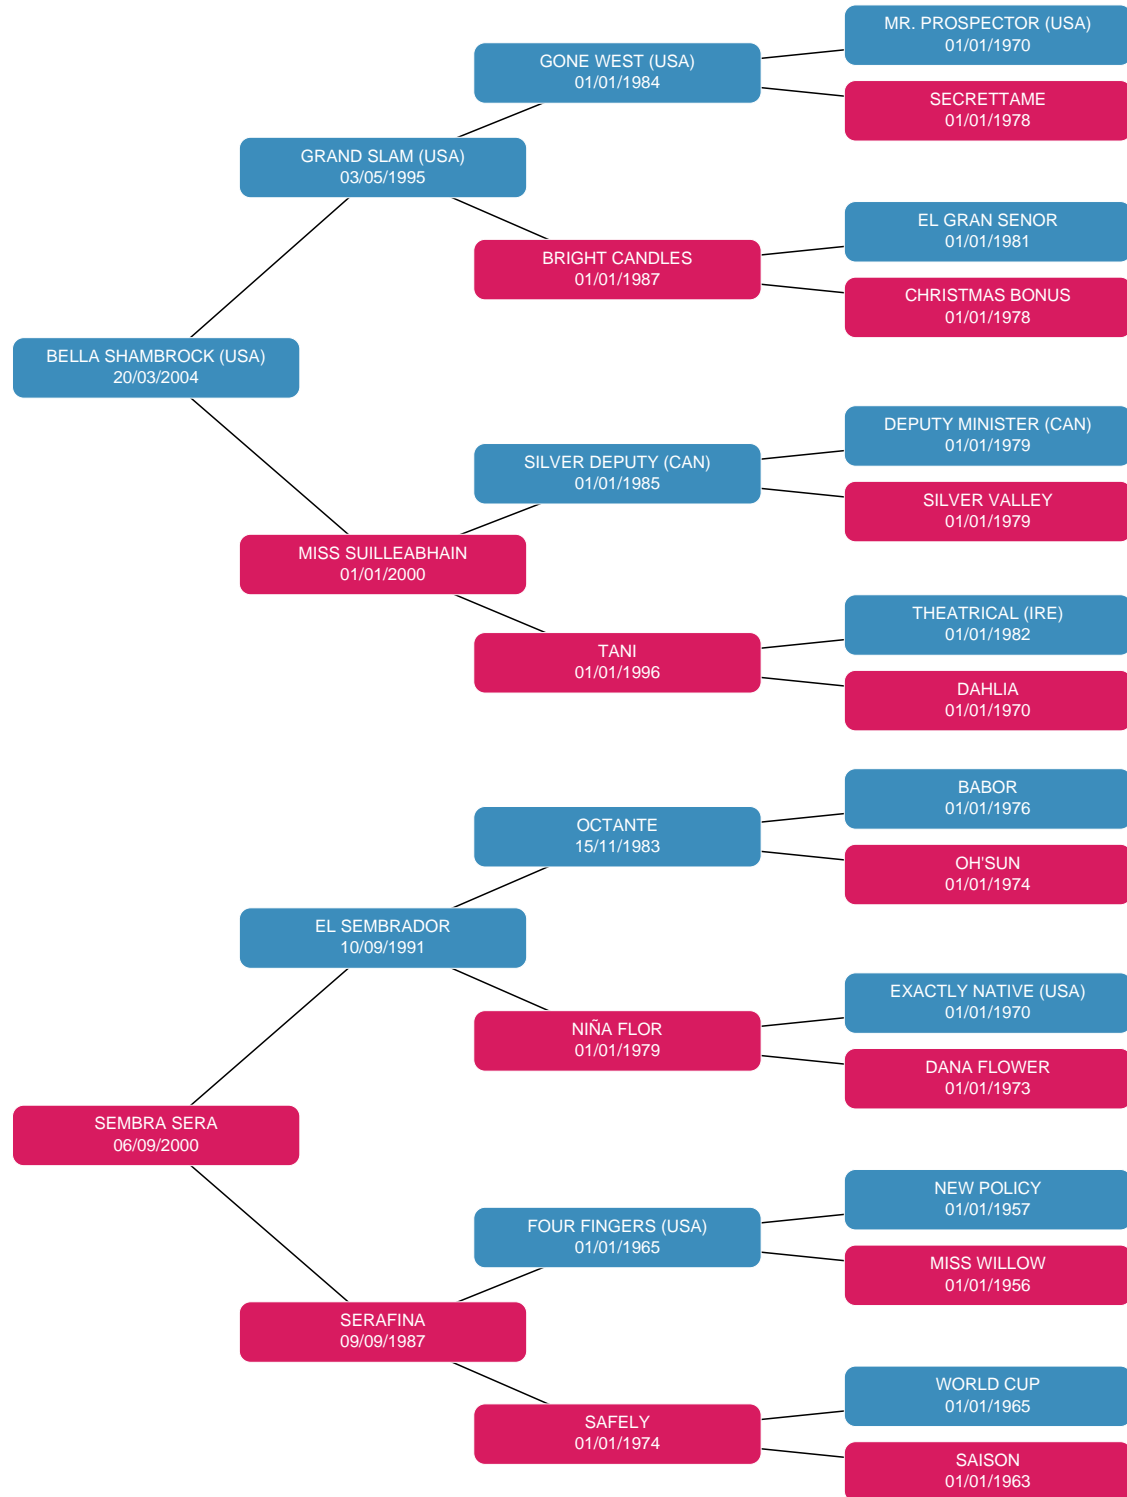 MR. PROSPECTOR (USA)
01/01/1970
GONE WEST (USA)
01/01/1984
SECRETTAME
01/01/1978
GRAND SLAM (USA)
03/05/1995
EL GRAN SENOR
01/01/1981
BRIGHT CANDLES
01/01/1987
CHRISTMAS BONUS
01/01/1978
BELLA SHAMBROCK (USA)
20/03/2004
DEPUTY MINISTER (CAN)
01/01/1979
SILVER DEPUTY (CAN)
01/01/1985
SILVER VALLEY
01/01/1979
MISS SUILLEABHAIN
01/01/2000
THEATRICAL (IRE)
01/01/1982
TANI
01/01/1996
DAHLIA
01/01/1970
BABOR
01/01/1976
OCTANTE
15/11/1983
OH'SUN
01/01/1974
EL SEMBRADOR
10/09/1991
EXACTLY NATIVE (USA)
01/01/1970
NIÑA FLOR
01/01/1979
DANA FLOWER
01/01/1973
SEMBRA SERA
06/09/2000
NEW POLICY
01/01/1957
FOUR FINGERS (USA)
01/01/1965
MISS WILLOW
01/01/1956
SERAFINA
09/09/1987
WORLD CUP
01/01/1965
SAFELY
01/01/1974
SAISON
01/01/1963